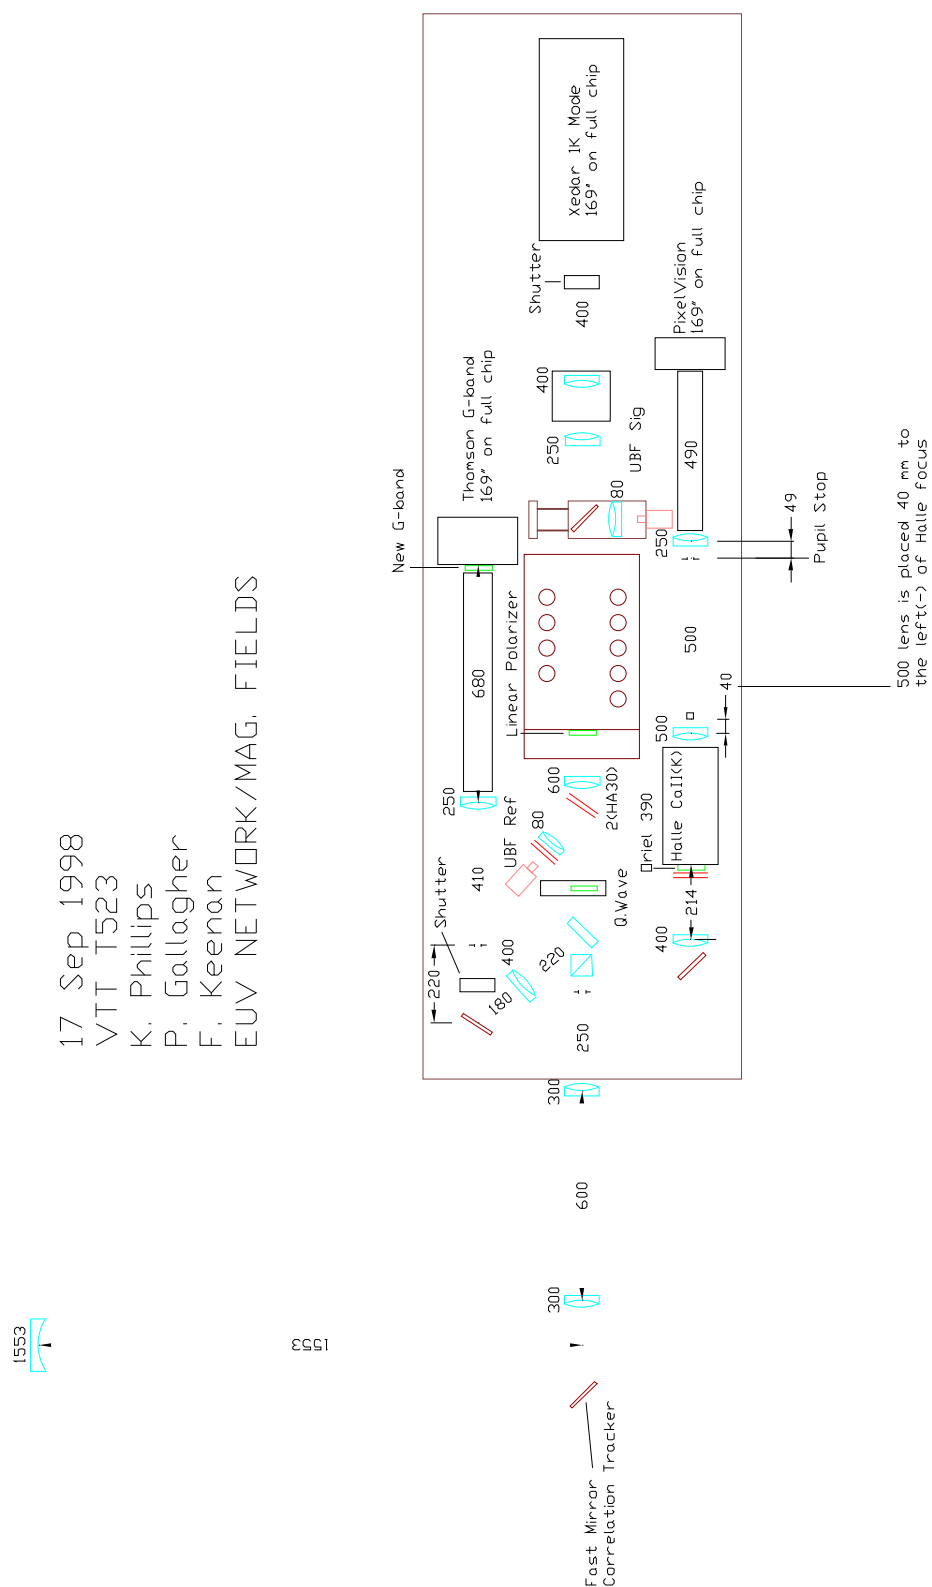 17 Sep 1998
VTT T523
K. Phillips
P. Gallagher
F. Keenan
EUV NETWORK/MAG. FIELDS
1553
1553
Fast Mirror
Correlation Tracker
300
600
300
250
220
180
400
220
Shutter
410
250
680
New G-band
Thomson G-band
169" on full chip
UBF Ref
80
Q.Wave
2(HA30)
600
Linear Polarizer
80
UBF Sig
250
400
400
Shutter
Xedar 1K Mode
169" on full chip
400
214
Oriel 390
Halle CaII(K)
500
40
500
250
49
Pupil Stop
490
PixelVision
169" on full chip
500 lens is placed 40 mm to
the left(-) of Halle focus